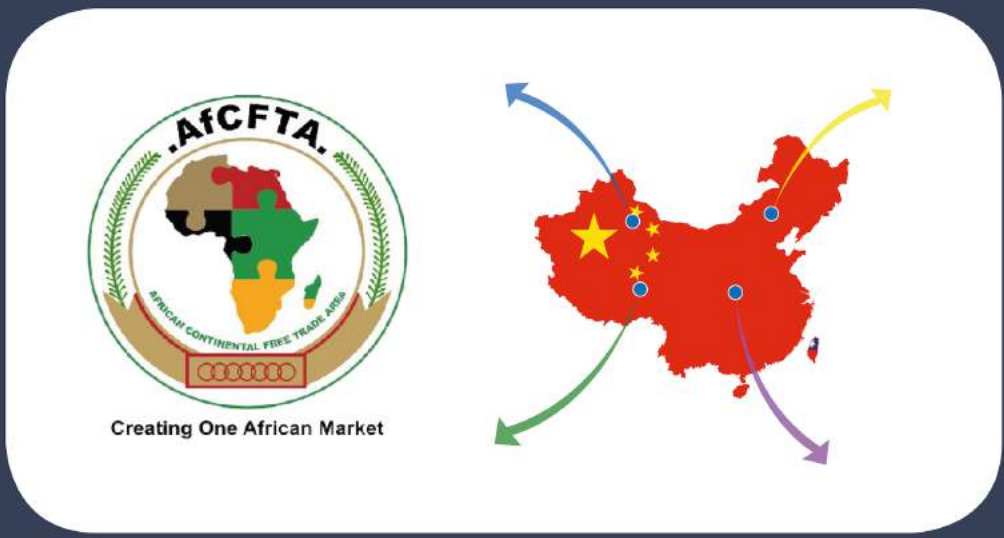 .AfCFTA.
AFRICAN CONTINENTAL FREE TRADE AREA
Creating One African Market